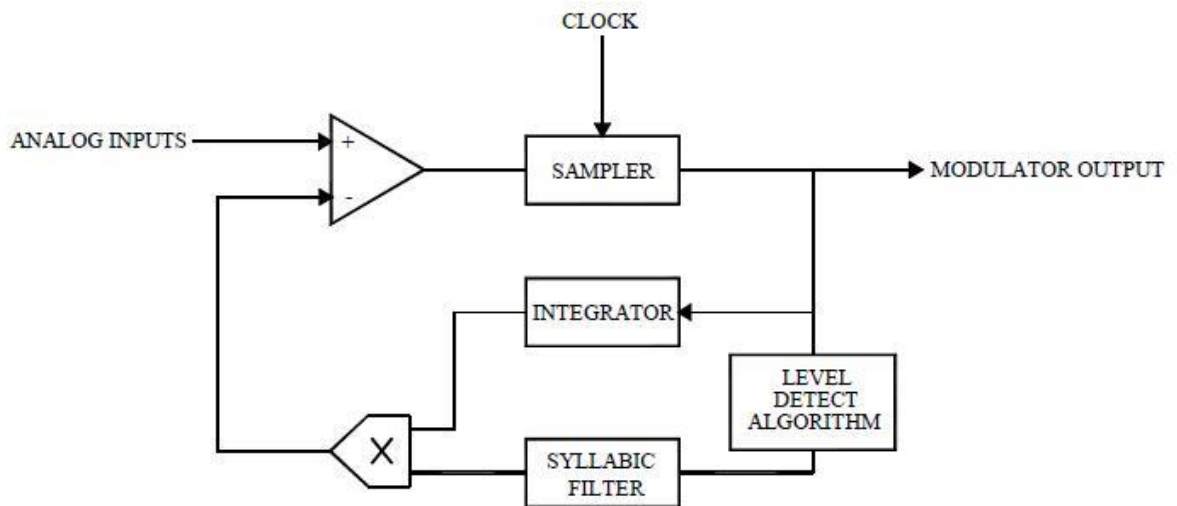 CLOCK
ANALOG INPUTS
+
-
SAMPLER
MODULATOR OUTPUT
INTEGRATOR
LEVEL
DETECT
ALGORITHM
X
SYLLABIC
FILTER